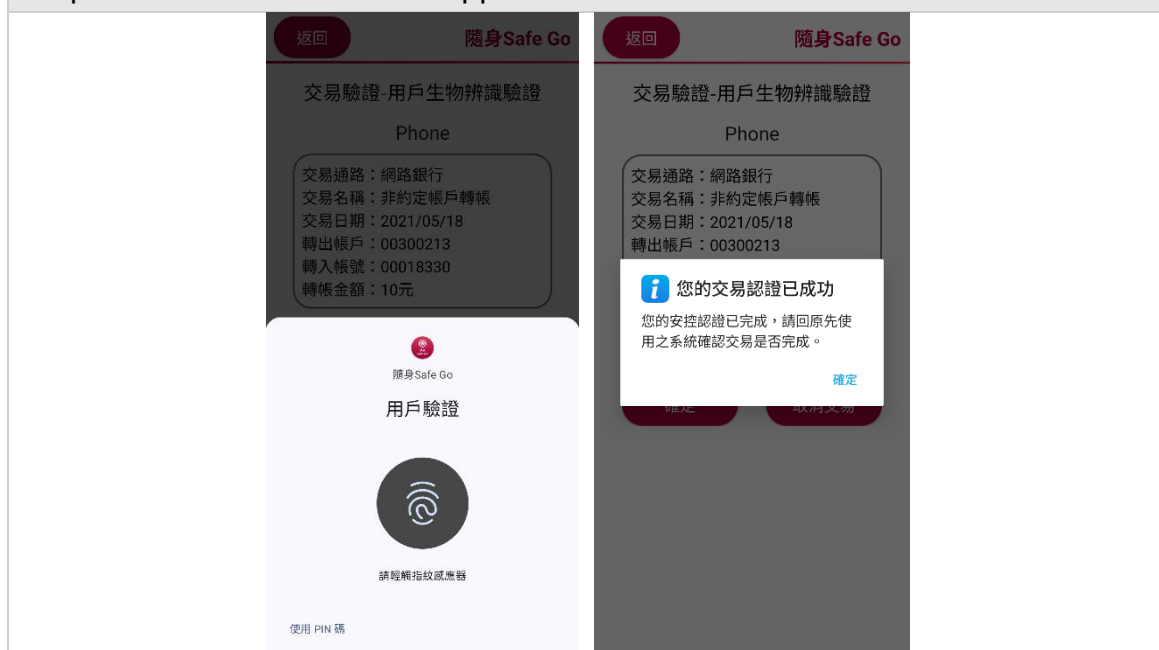 返回
隨身Safe Go
交易驗證-用戶生物辨識驗證
Phone
交易通路：網路銀行
交易名稱：非約定帳戶轉帳
交易日期：2021/05/18
轉出帳戶：00300213
轉入帳號：00018330
轉帳金額：10元
隨身Safe Go
用戶驗證
請輕觸指紋感應器
使用 PIN 碼
返回
隨身Safe Go
交易驗證-用戶生物辨識驗證
Phone
交易通路：網路銀行
交易名稱：非約定帳戶轉帳
交易日期：2021/05/18
轉出帳戶：00300213
您的交易認證已成功
您的安控認證已完成，請回原先使
用之系統確認交易是否完成。
確定
確定
取消交易